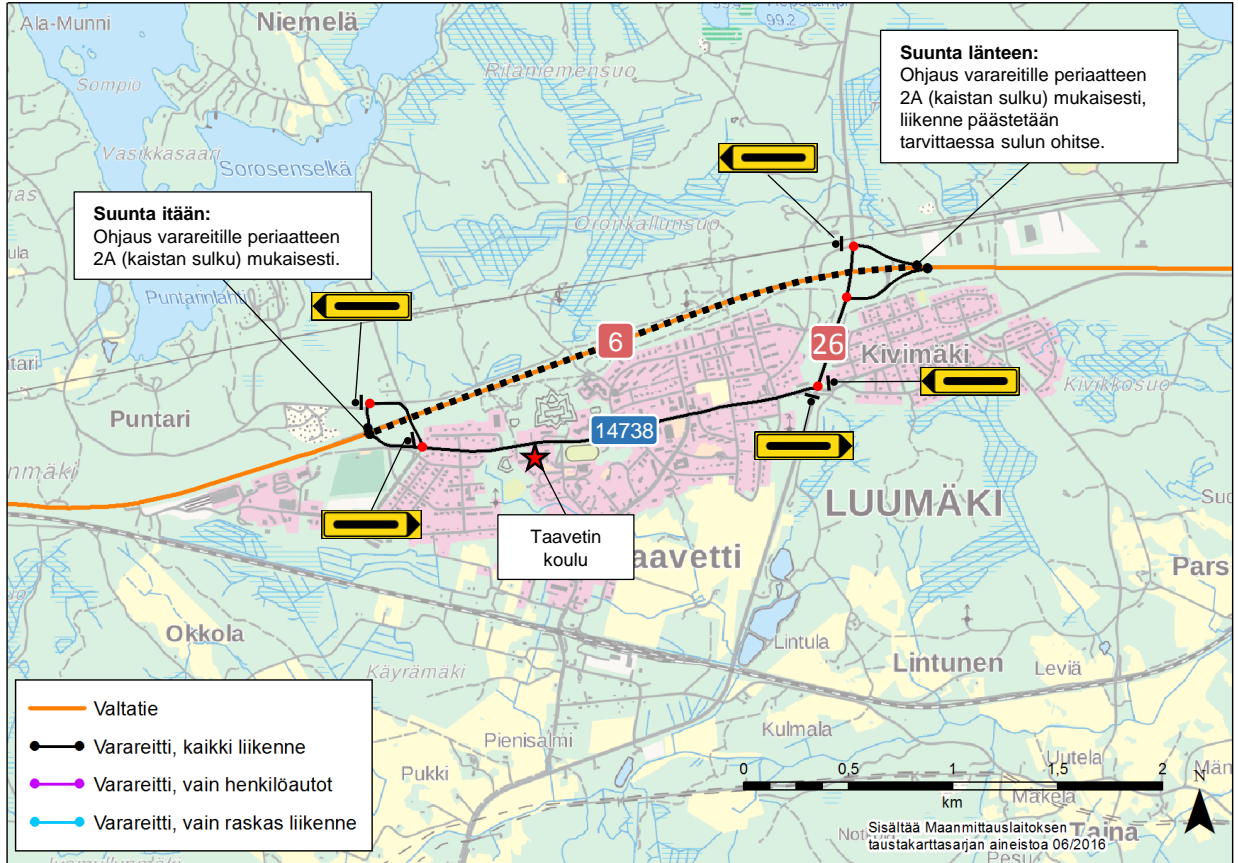 Ala-Munni
Niemelä
99.2
Sompio
Ritaniemensuo
Vasikkasaari
Sorosenselkä
Suunta länteen:
Ohjaus varareitille periaatteen
2A (kaistan sulku) mukaisesti,
liikenne päästetään
tarvittaessa sulun ohitse.
Suunta itään:
Ohjaus varareitille periaatteen
2A (kaistan sulku) mukaisesti.
Oronkallunsuo
Puntarinlahti
6
26
Kivimäki
Kivikkosuo
Puntari
14738
LUUMÄKI
Taavetin
koulu
aavetti
Pars
Okkola
Käyrämäki
Lintula
Lintunen
Leviä
Kulmala
Pienisalmi
Pukki
Uutela
Valtatie
Varareitti, kaikki liikenne
Varareitti, vain henkilöautot
Varareitti, vain raskas liikenne
0 0,5 1 2
km
N
Mäkelä
Taina
Sisältää Maanmittauslaitoksen
taustakarttasarjan aineistoa 06/2016
Pesu